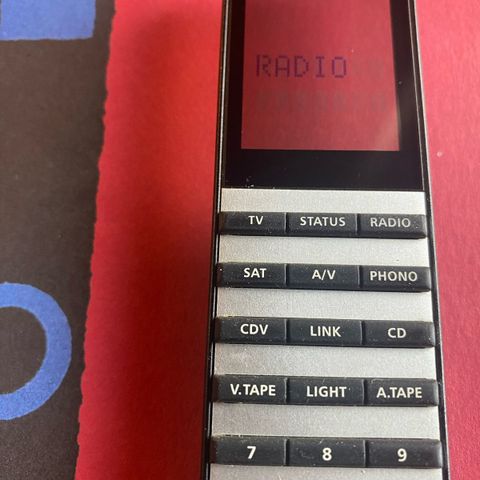 RADIO
TV STATUS RADIO
SAT A/V PHONO
CDV LINK CD
V.TAPE LIGHT A.TAPE
7 8 9